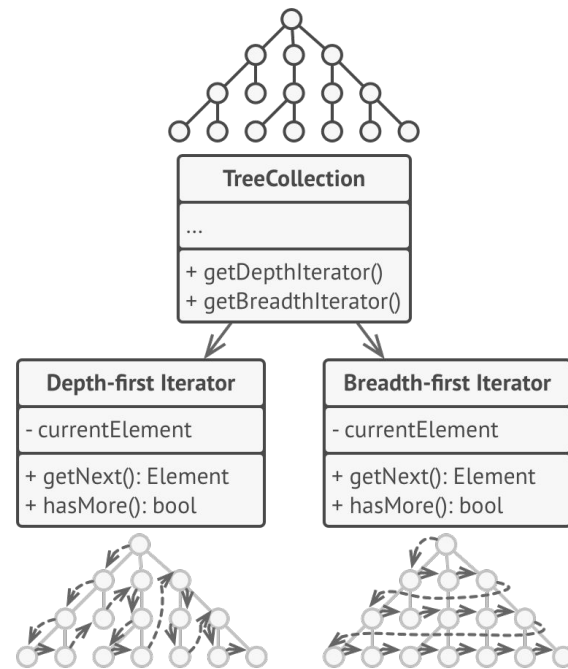 TreeCollection
...
+ getDepthIterator()
+ getBreadthIterator()
Depth-first Iterator
- currentElement
+ getNext(): Element
+ hasMore(): bool
Breadth-first Iterator
- currentElement
+ getNext(): Element
+ hasMore(): bool